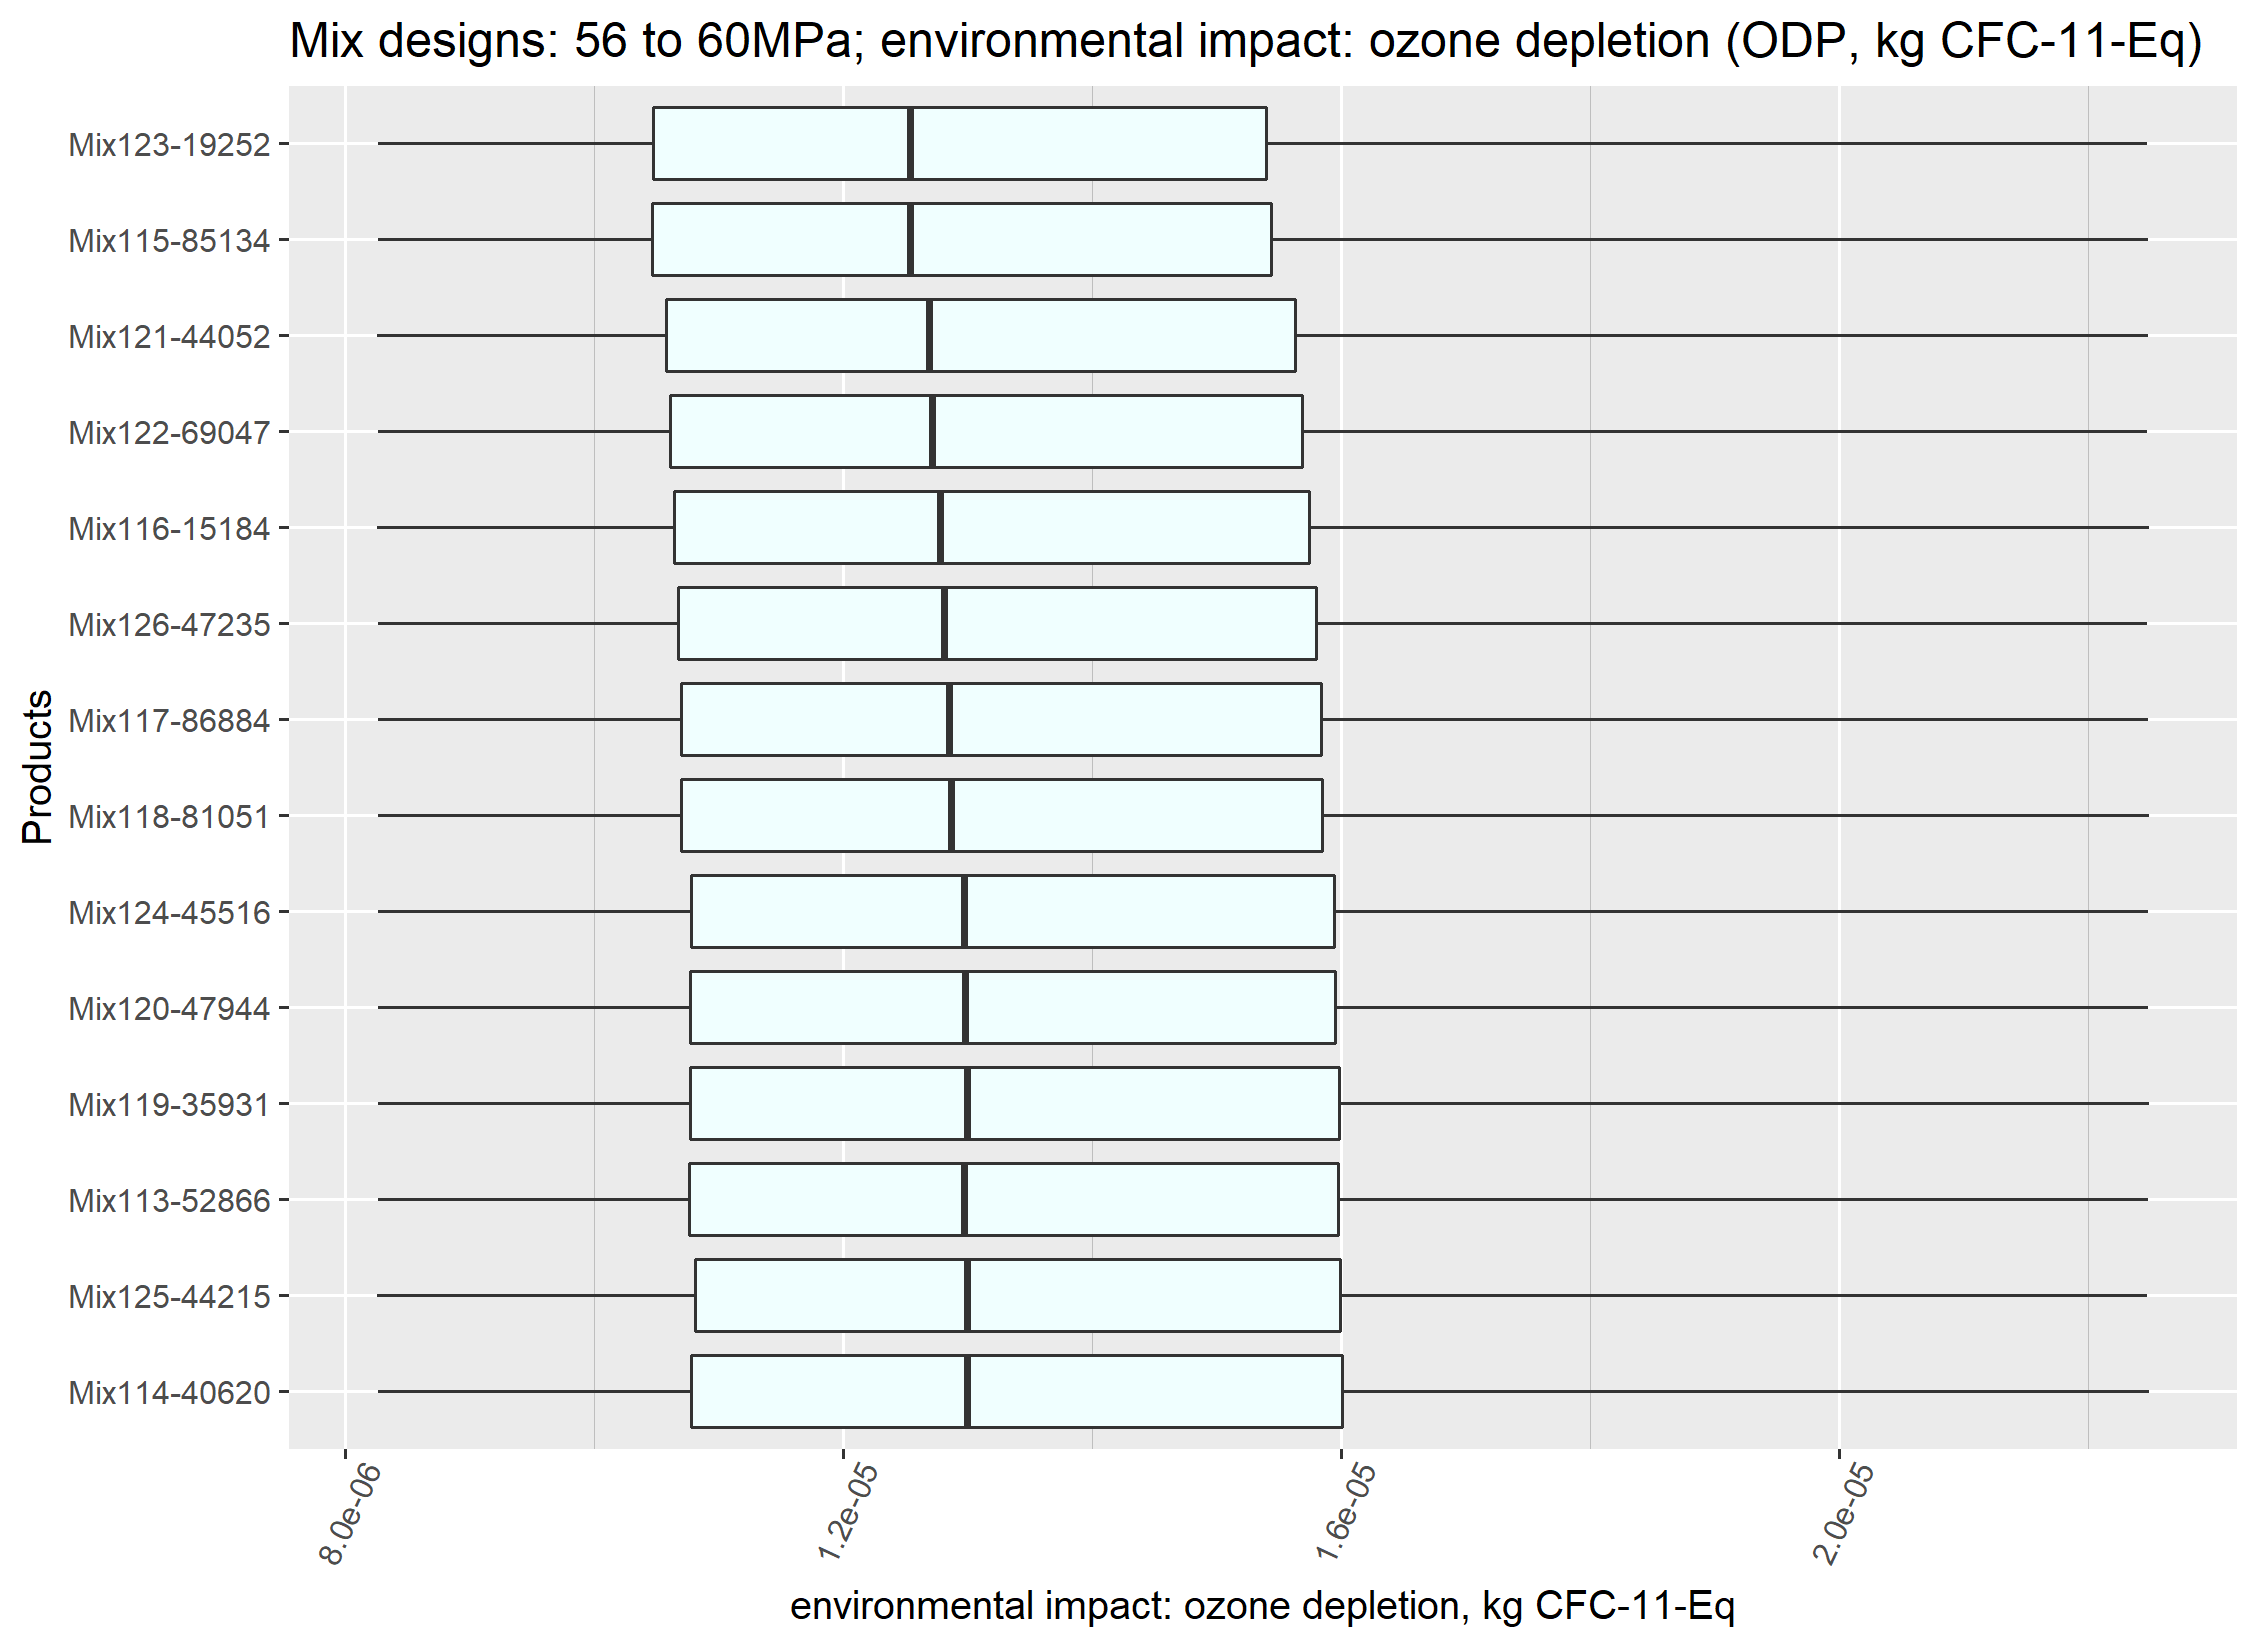 Mix designs: 56 to 60MPa; environmental impact: ozone depletion (ODP, kg CFC-11-Eq)
Products
Mix123-19252
Mix115-85134
Mix121-44052
Mix122-69047
Mix116-15184
Mix126-47235
Mix117-86884
Mix118-81051
Mix124-45516
Mix120-47944
Mix119-35931
Mix113-52866
Mix125-44215
Mix114-40620
8.0e-06
1.2e-05
1.6e-05
2.0e-05
environmental impact: ozone depletion, kg CFC-11-Eq